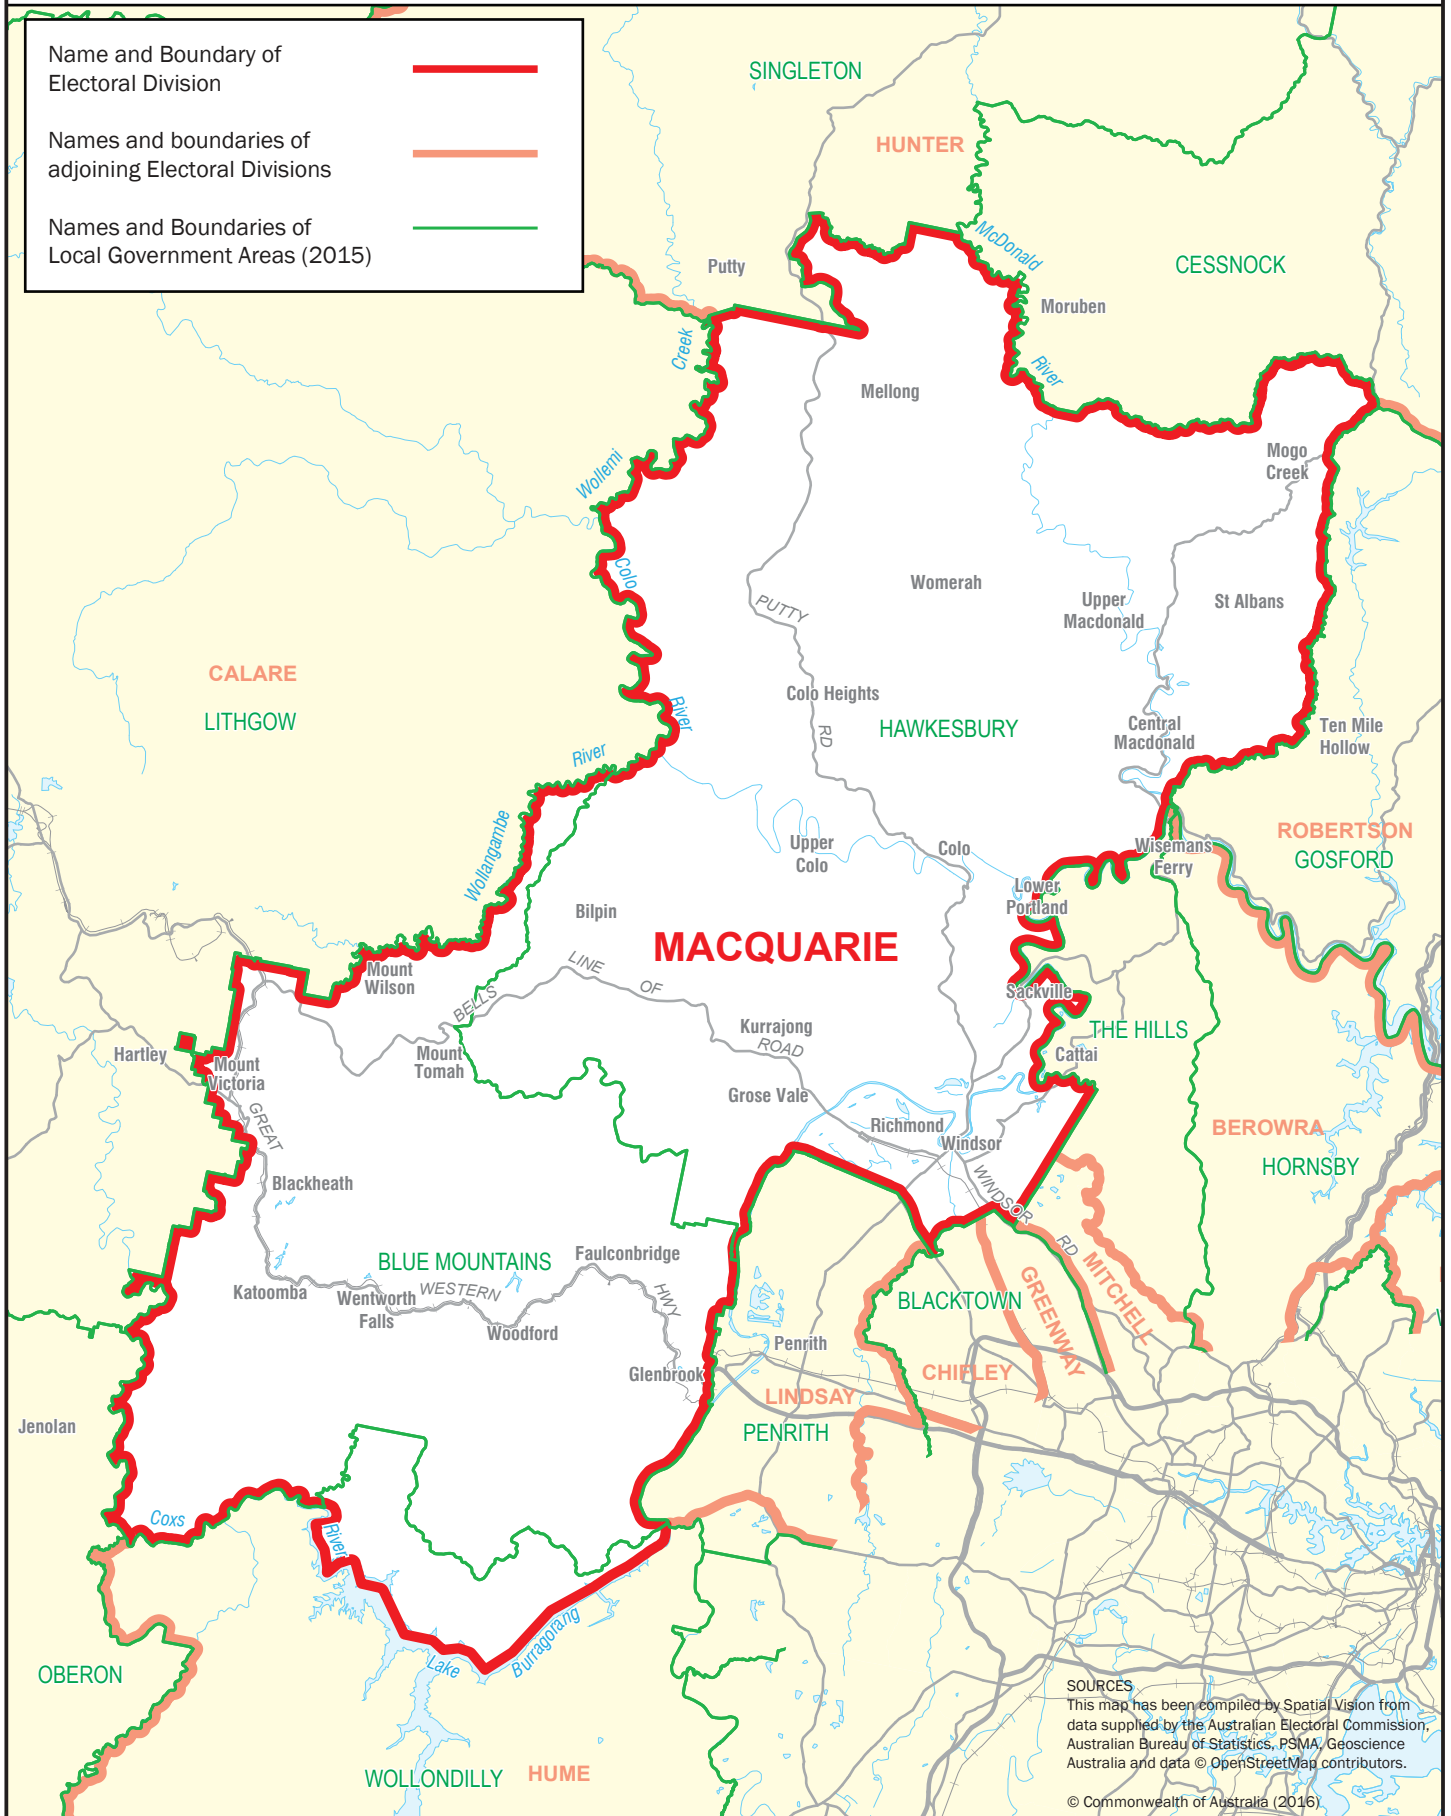 Name and Boundary of
Electoral Division
Names and boundaries of
adjoining Electoral Divisions
Names and Boundaries of
Local Government Areas (2015)
SINGLETON
HUNTER
McDonald
CESSNOCK
Putty
Moruben
Creek
River
Mellong
Mogo
Creek
Wollemi
Colo
Womerah
PUTTY
Upper
Macdonald
St Albans
CALARE
LITHGOW
Colo Heights
River
RD
HAWKESBURY
Central
Macdonald
Ten Mile
Hollow
River
Wollangambe
Upper
Colo
Colo
Wisemans
Ferry
ROBERTSON
GOSFORD
Lower
Portland
Bilpin
MACQUARIE
Mount
Wilson
LINE
OF
BELLS
Sackville
THE HILLS
Kurrajong
ROAD
Hartley
Mount
Victoria
Mount
Tomah
Cattai
Grose Vale
GREAT
Richmond
Windsor
BEROWRA
HORNSBY
Blackheath
WINDSOR
RD
BLUE MOUNTAINS
Faulconbridge
Katoomba
Wentworth
Falls
WESTERN
HWY
Woodford
BLACKTOWN
GREENWAY
MITCHELL
Penrith
Glenbrook
CHIFLEY
LINDSAY
PENRITH
Jenolan
Coxs
River
Lake
Burragorang
OBERON
WOLLONDILLY
HUME
SOURCES
This map has been compiled by Spatial Vision from
data supplied by the Australian Electoral Commission,
Australian Bureau of Statistics, PSMA, Geoscience
Australia and data © OpenStreetMap contributors.
© Commonwealth of Australia (2016)